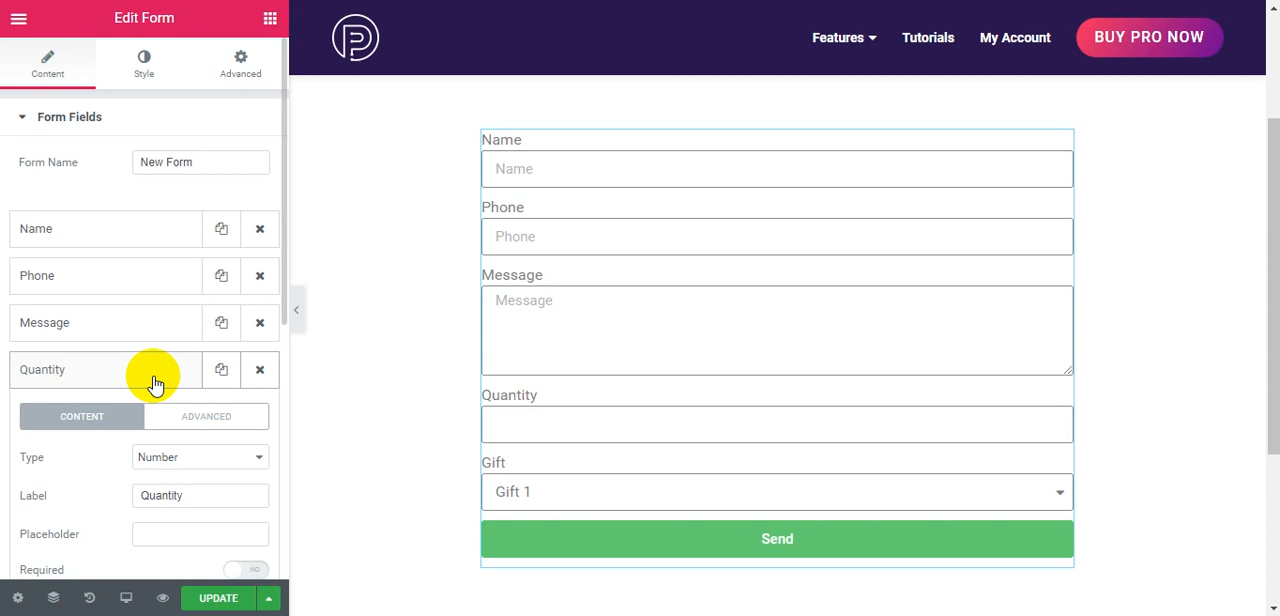 Edit Form
Content
Style
Advanced
Form Fields
Form Name
New Form
Name
Phone
Message
Quantity
CONTENT
ADVANCED
Type
Number
Label
Quantity
Placeholder
Required
NO
UPDATE
P
Features
Tutorials
My Account
BUY PRO NOW
Name
Name
Phone
Phone
Message
Message
Quantity
Gift
Gift 1
Send